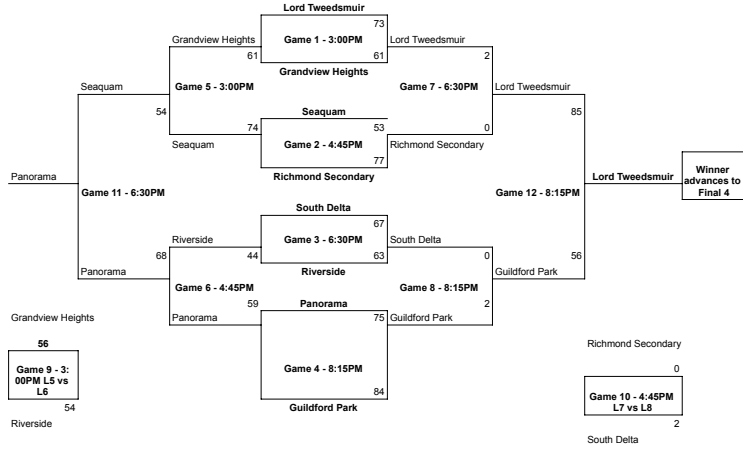 Lord Tweedsmuir
73
Grandview Heights
Game 1 - 3:00PM
Lord Tweedsmuir
61
61
2
Grandview Heights
Seaquam
Game 5 - 3:00PM
Game 7 - 6:30PM
Lord Tweedsmuir
54
Seaquam
85
74
53
0
Seaquam
Game 2 - 4:45PM
Richmond Secondary
77
Panorama
Richmond Secondary
Lord Tweedsmuir
Winner
advances to
Final 4
Game 11 - 6:30PM
Game 12 - 8:15PM
South Delta
67
Riverside
Game 3 - 6:30PM
South Delta
68
44
63
0
56
Panorama
Riverside
Guildford Park
Game 6 - 4:45PM
Game 8 - 8:15PM
59
Panorama
2
Grandview Heights
Panorama
75
Guildford Park
56
Richmond Secondary
Game 9 - 3:
00PM L5 vs
L6
Game 4 - 8:15PM
0
84
Game 10 - 4:45PM
L7 vs L8
54
Guildford Park
Riverside
2
South Delta